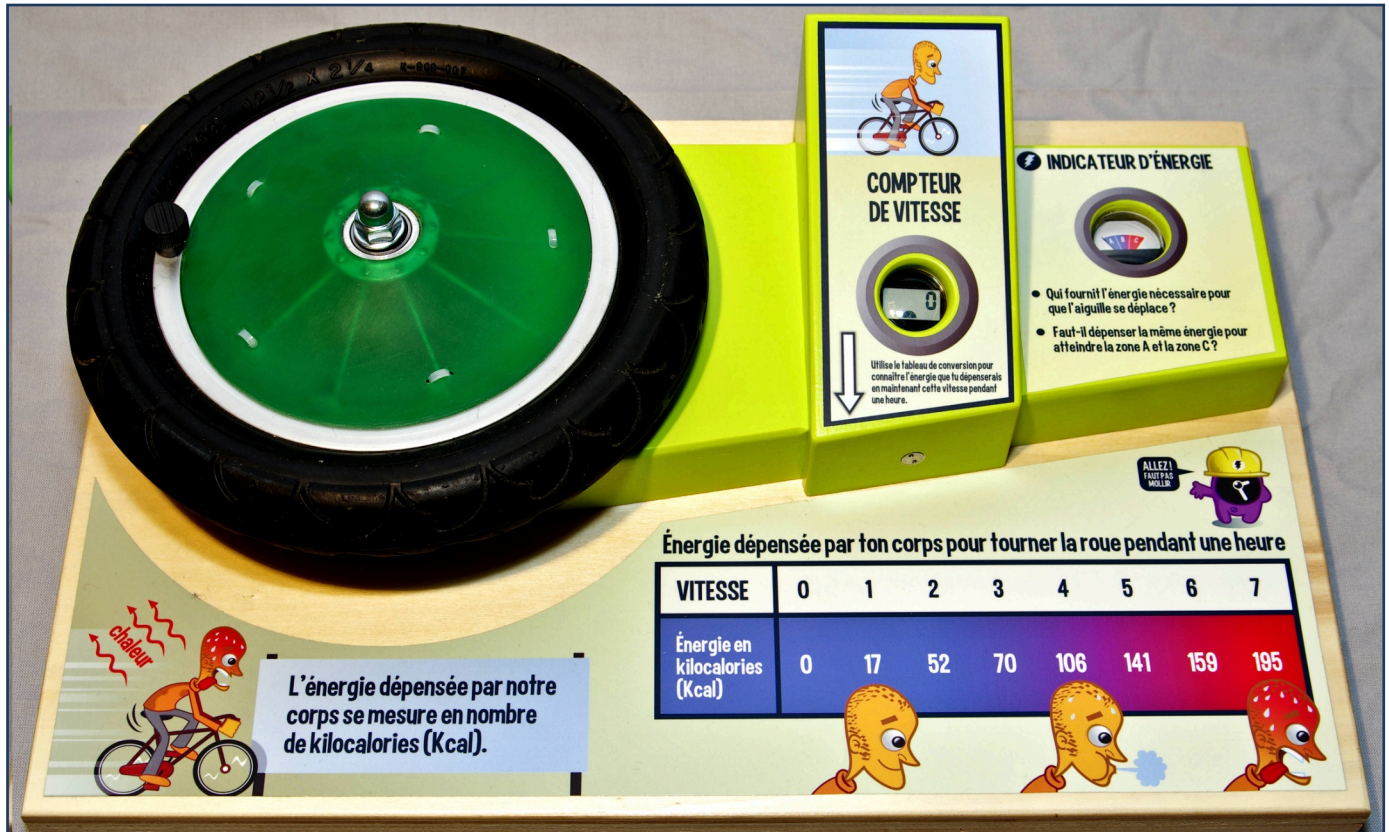 12 1/2 X 2 1/4
COMPTEUR
DE VITESSE
0
Utilise le tableau de conversion pour
connaître l'énergie que tu dépenserais
en maintenant cette vitesse pendant
une heure.
INDICATEUR D'ÉNERGIE
A B C
• Qui fournit l'énergie nécessaire pour
que l'aiguille se déplace ?
• Faut-il dépenser la même énergie pour
atteindre la zone A et la zone C ?
ALLEZ !
FAUT PAS
MOLLIR
Énergie dépensée par ton corps pour tourner la roue pendant une heure
VITESSE 0 1 2 3 4 5 6 7
Énergie en
kilocalories
(Kcal)
0 17 52 70 106 141 159 195
chaleur
L'énergie dépensée par notre
corps se mesure en nombre
de kilocalories (Kcal).